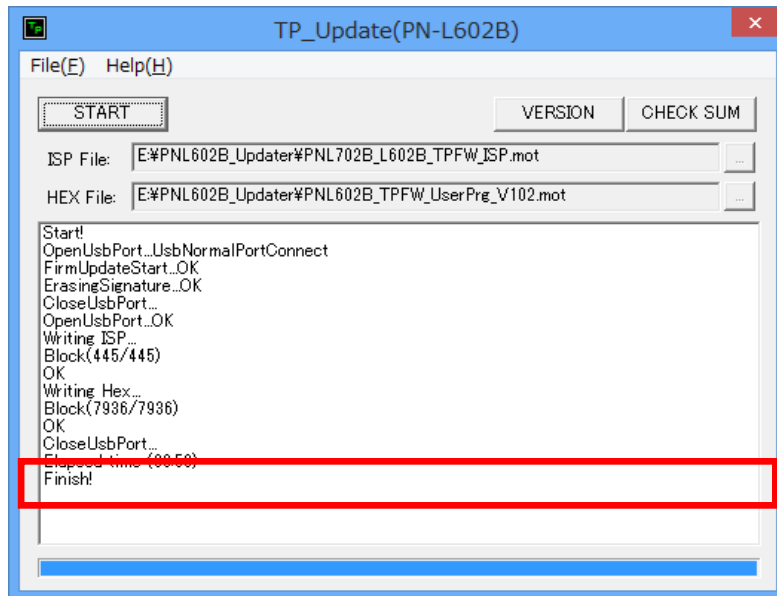 TP_Update(PN-L602B)
File(F) Help(H)
START VERSION CHECK SUM
ISP File: E:¥PNL602B_Updater¥PNL702B_L602B_TPFW_ISP.mot ...
HEX File: E:¥PNL602B_Updater¥PNL602B_TPFW_UserPrg_V102.mot ...
Start!
OpenUsbPort...UsbNormalPortConnect
FirmUpdateStart...OK
ErasingSignature...OK
CloseUsbPort...
OpenUsbPort...OK
Writing ISP...
Block(445/445)
OK
Writing Hex...
Block(7936/7936)
OK
CloseUsbPort...
Elapsed time
Finish!